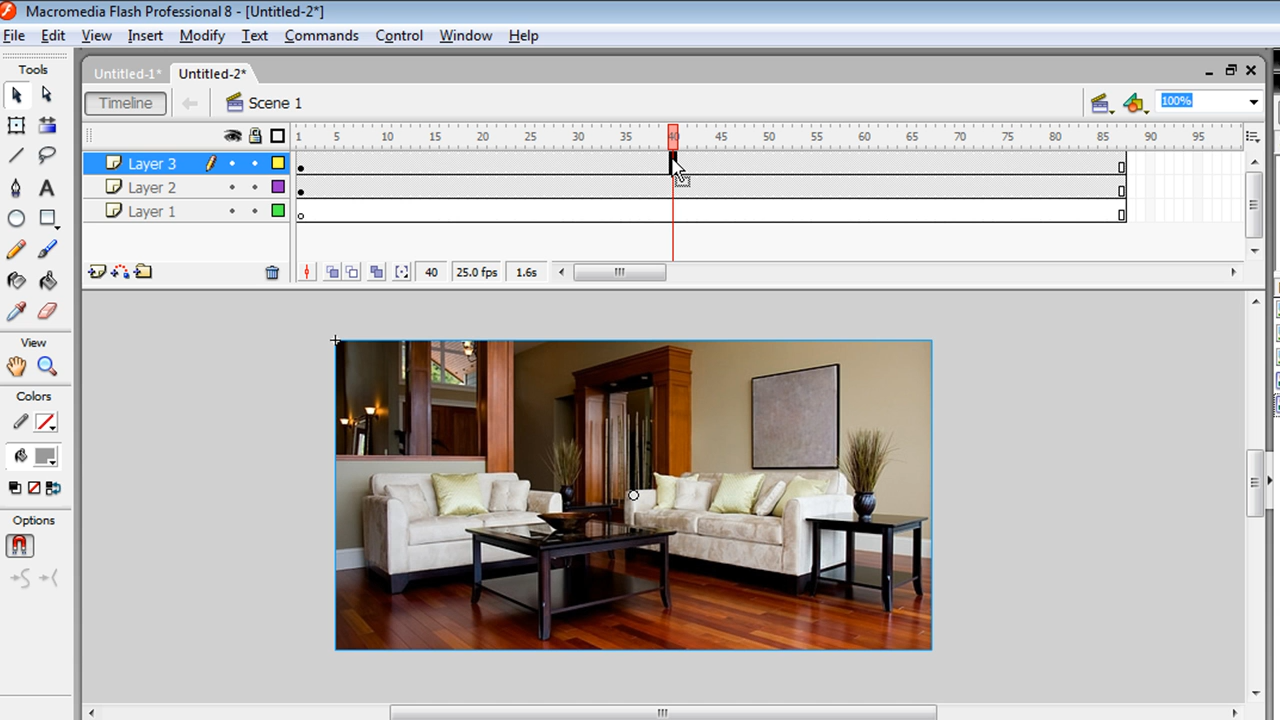 Macromedia Flash Professional 8 - [Untitled-2*]
File Edit View Insert Modify Text Commands Control Window Help
Tools
Untitled-1* Untitled-2*
Timeline Scene 1 100%
1 5 10 15 20 25 30 35 40 45 50 55 60 65 70 75 80 85 90 95
Layer 3
Layer 2
Layer 1
40 25.0 fps 1.6s
View
Colors
Options